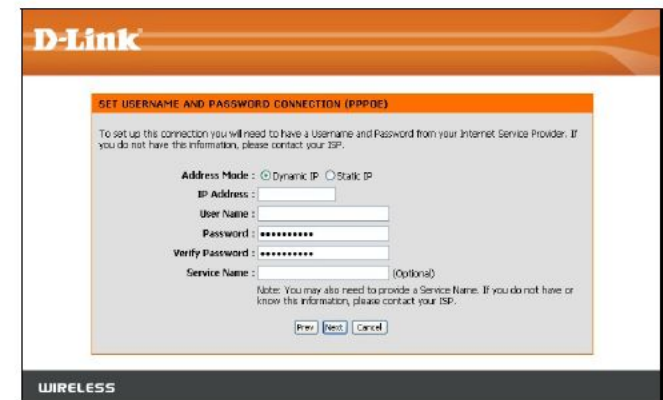 D-Link
SET USERNAME AND PASSWORD CONNECTION (PPPOE)
To set up this connection you will need to have a Username and Password from your Internet Service Provider. If
you do not have this information, please contact your ISP.
Address Mode : Dynamic IP Static IP
IP Address :
User Name :
Password : ••••••••••
Verify Password : ••••••••••
Service Name : (Optional)
Note: You may also need to provide a Service Name. If you do not have or
know this information, please contact your ISP.
Prev Next Cancel
WIRELESS